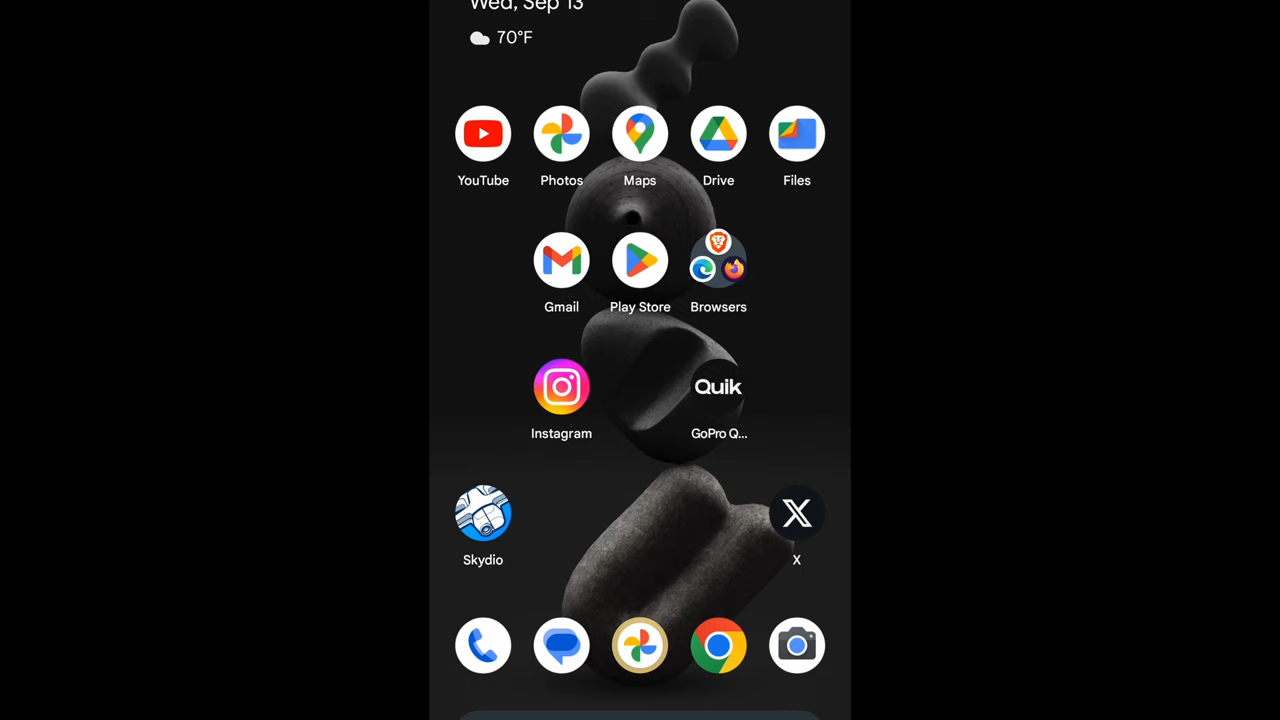 Wed, Sep 13
70°F
YouTube Photos Maps Drive Files
Gmail Play Store Browsers
Quik
Instagram GoPro Q...
Skydio X